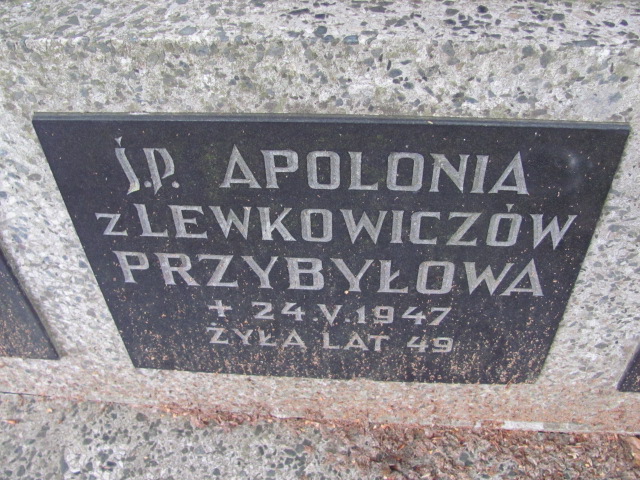 Ś.P. APOLONIA
z LEWKOWICZÓW
PRZYBYŁOWA
+ 24.V.1947
ŻYŁA LAT 49